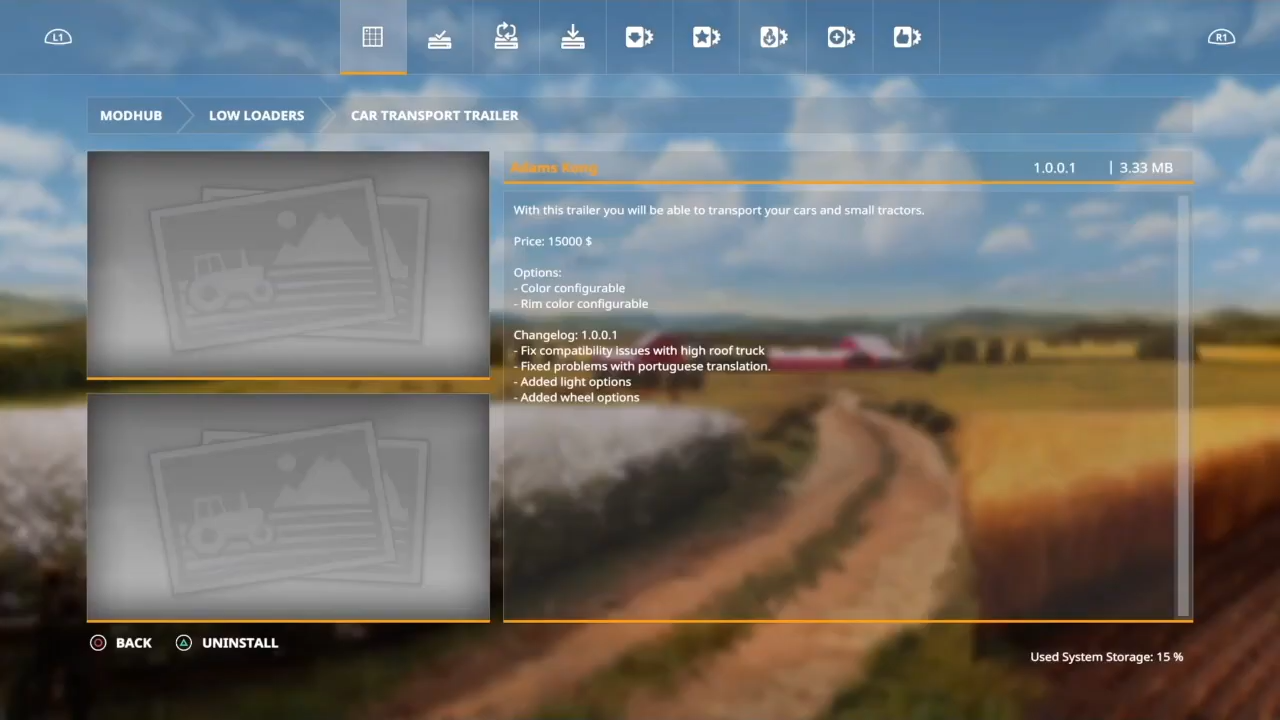 L1
R1
MODHUB
LOW LOADERS
CAR TRANSPORT TRAILER
Adams Kong
1.0.0.1 | 3.33 MB
With this trailer you will be able to transport your cars and small tractors.
Price: 15000 $
Options:
- Color configurable
- Rim color configurable
Changelog: 1.0.0.1
- Fix compatibility issues with high roof truck
- Fixed problems with portuguese translation.
- Added light options
- Added wheel options
BACK
UNINSTALL
Used System Storage: 15 %